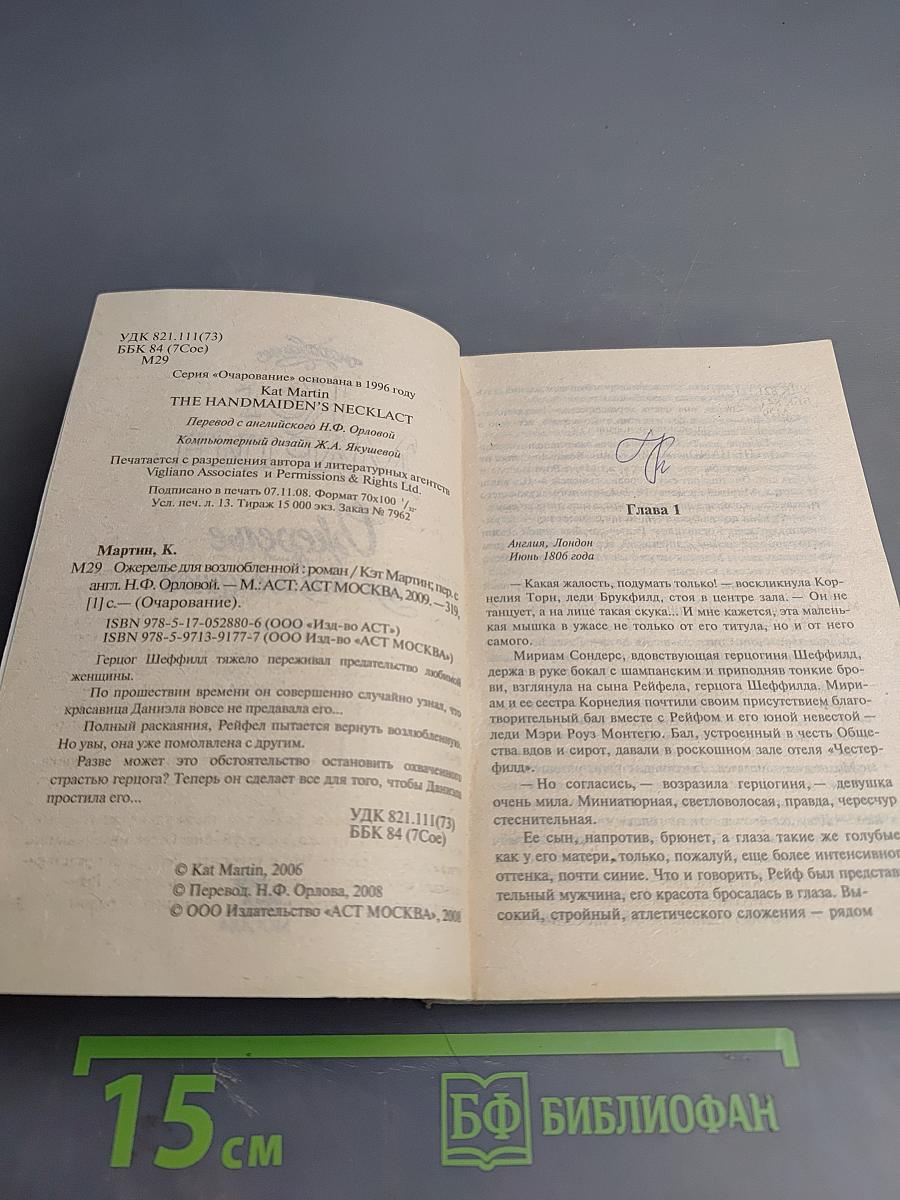 УДК 821.111(73)
ББК 84 (7Сое)
М29
Серия «Очарование» основана в 1996 году
Kat Martin
THE HANDMAIDEN'S NECKLACT
Перевод с английского Н.Ф. Орловой
Компьютерный дизайн Ж.А. Якушевой
Печатается с разрешения автора и литературных агентств
Vigliano Associates и Permissions & Rights Ltd.
Подписано в печать 07.11.08. Формат 70x100 1/32.
Усл. печ. л. 13. Тираж 15 000 экз. Заказ № 7962
Мартин, К.
М29 Ожерелье для возлюбленной : роман / Кэт Мартин; пер. с
англ. Н.Ф. Орловой. — М.: АСТ: АСТ МОСКВА, 2009. — 319,
[1] с.— (Очарование).
ISBN 978-5-17-052880-6 (ООО «Изд-во АСТ»)
ISBN 978-5-9713-9177-7 (ООО Изд-во «АСТ МОСКВА»)
Герцог Шеффилд тяжело переживал предательство любимой
женщины.
По прошествии времени он совершенно случайно узнал, что
красавица Даниэла вовсе не предавала его...
Полный раскаяния, Рейфел пытается вернуть возлюбленную.
Но увы, она уже помолвлена с другим.
Разве может это обстоятельство остановить охваченного
страстью герцога? Теперь он сделает все для того, чтобы Даниэла
простила его...
УДК 821.111(73)
ББК 84 (7Сое)
© Kat Martin, 2006
© Перевод. Н.Ф. Орлова, 2008
© ООО Издательство «АСТ МОСКВА», 2008
Глава 1
Англия, Лондон
Июнь 1806 года
— Какая жалость, подумать только! — воскликнула Кор-
нелия Торн, леди Брукфилд, стоя в центре зала. — Он не
танцует, а на лице такая скука... И мне кажется, эта малень-
кая мышка в ужасе не только от его титула, но и от него
самого.
Мириам Сондерс, вдовствующая герцогиня Шеффилд,
держа в руке бокал с шампанским и приподняв тонкие бро-
ви, взглянула на сына Рейфела, герцога Шеффилда. Мири-
ам и ее сестра Корнелия почтили своим присутствием благо-
творительный бал вместе с Рейфом и его юной невестой —
леди Мэри Роуз Монтегю. Бал, устроенный в честь Обще-
ства вдов и сирот, давали в роскошном зале отеля «Честер-
филд».
— Но согласись, — возразила герцогиня, — девушка
очень мила. Миниатюрная, светловолосая, правда, чересчур
стеснительная.
Ее сын, напротив, брюнет, а глаза такие же голубые
как у его матери, только, пожалуй, еще более интенсивног
оттенка, почти синие. Что и говорить, Рейф был представ
тельный мужчина, его красота бросалась в глаза. Вы-
сокий, стройный, атлетического сложения — рядом
15 см
БФ БИБЛИОФАН